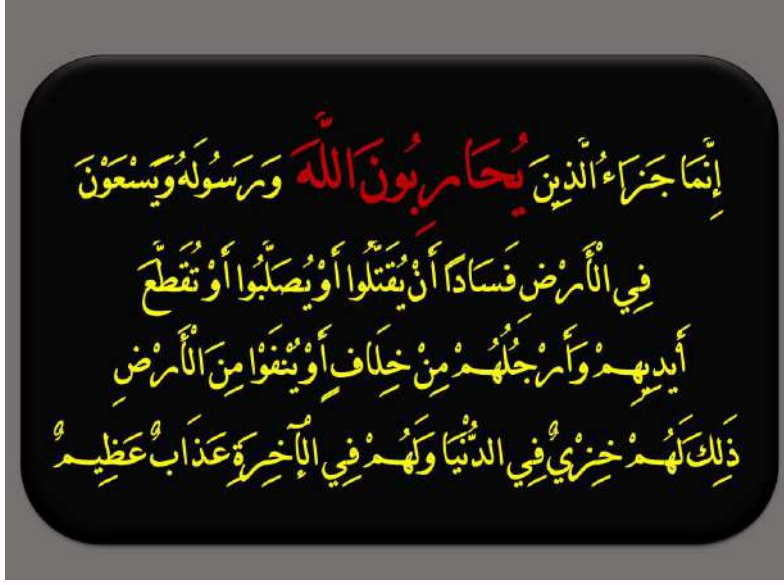 إِنَّمَا جَزَاءُ الَّذِينَ يُحَارِبُونَ اللَّهَ وَرَسُولَهُ وَيَسْعَوْنَ
فِي الْأَرْضِ فَسَادًا أَنْ يُقَتَّلُوا أَوْ يُصَلَّبُوا أَوْ تُقَطَّعَ
أَيْدِيهِمْ وَأَرْجُلُهُمْ مِنْ خِلَافٍ أَوْ يُنْفَوْا مِنَ الْأَرْضِ
ذَلِكَ لَهُمْ خِزْيٌ فِي الدُّنْيَا وَلَهُمْ فِي الْآخِرَةِ عَذَابٌ عَظِيمٌ